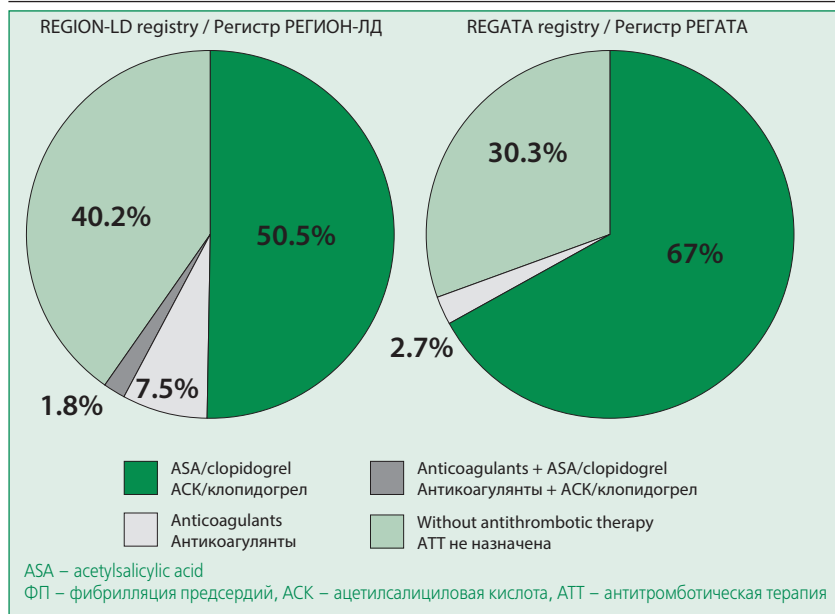 REGION-LD registry / Регистр РЕГИОН-ЛД
REGATA registry / Регистр РЕГАТА
40.2%
50.5%
7.5%
1.8%
30.3%
67%
2.7%
ASA/clopidogrel
АСК/клопидогрел
Anticoagulants
Антикоагулянты
Anticoagulants + ASA/clopidogrel
Антикоагулянты + АСК/клопидогрел
Without antithrombotic therapy
АТТ не назначена
ASA – acetylsalicylic acid
ФП – фибрилляция предсердий, АСК – ацетилсалициловая кислота, АТТ – антитромботическая терапия